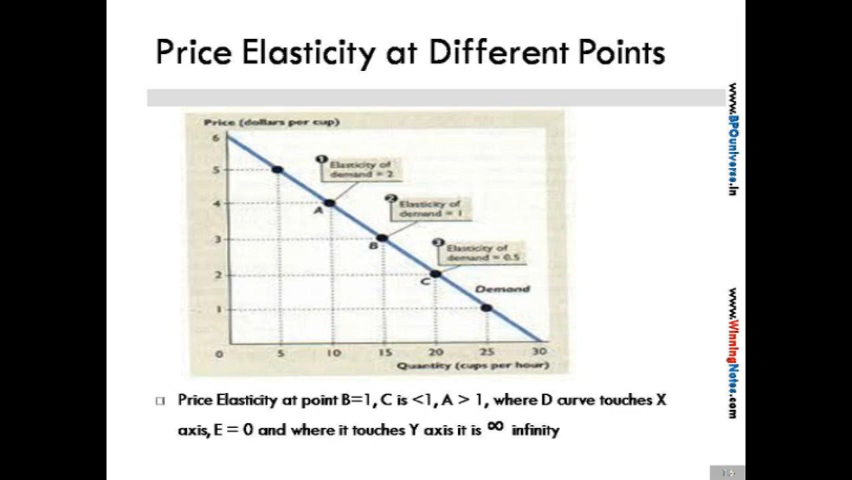 Price Elasticity at Different Points
Price (dollars per cup)
6
5
4
3
2
1
0 5 10 15 20 25 30
Quantity (cups per hour)
1
Elasticity of
demand = 2
A
2
Elasticity of
demand = 1
B
3
Elasticity of
demand = 0.5
C
Demand
Price Elasticity at point B=1, C is <1, A > 1, where D curve touches X
axis, E = 0 and where it touches Y axis it is ∞ infinity
www.BPOuniverse.in
www.WinningNotes.com